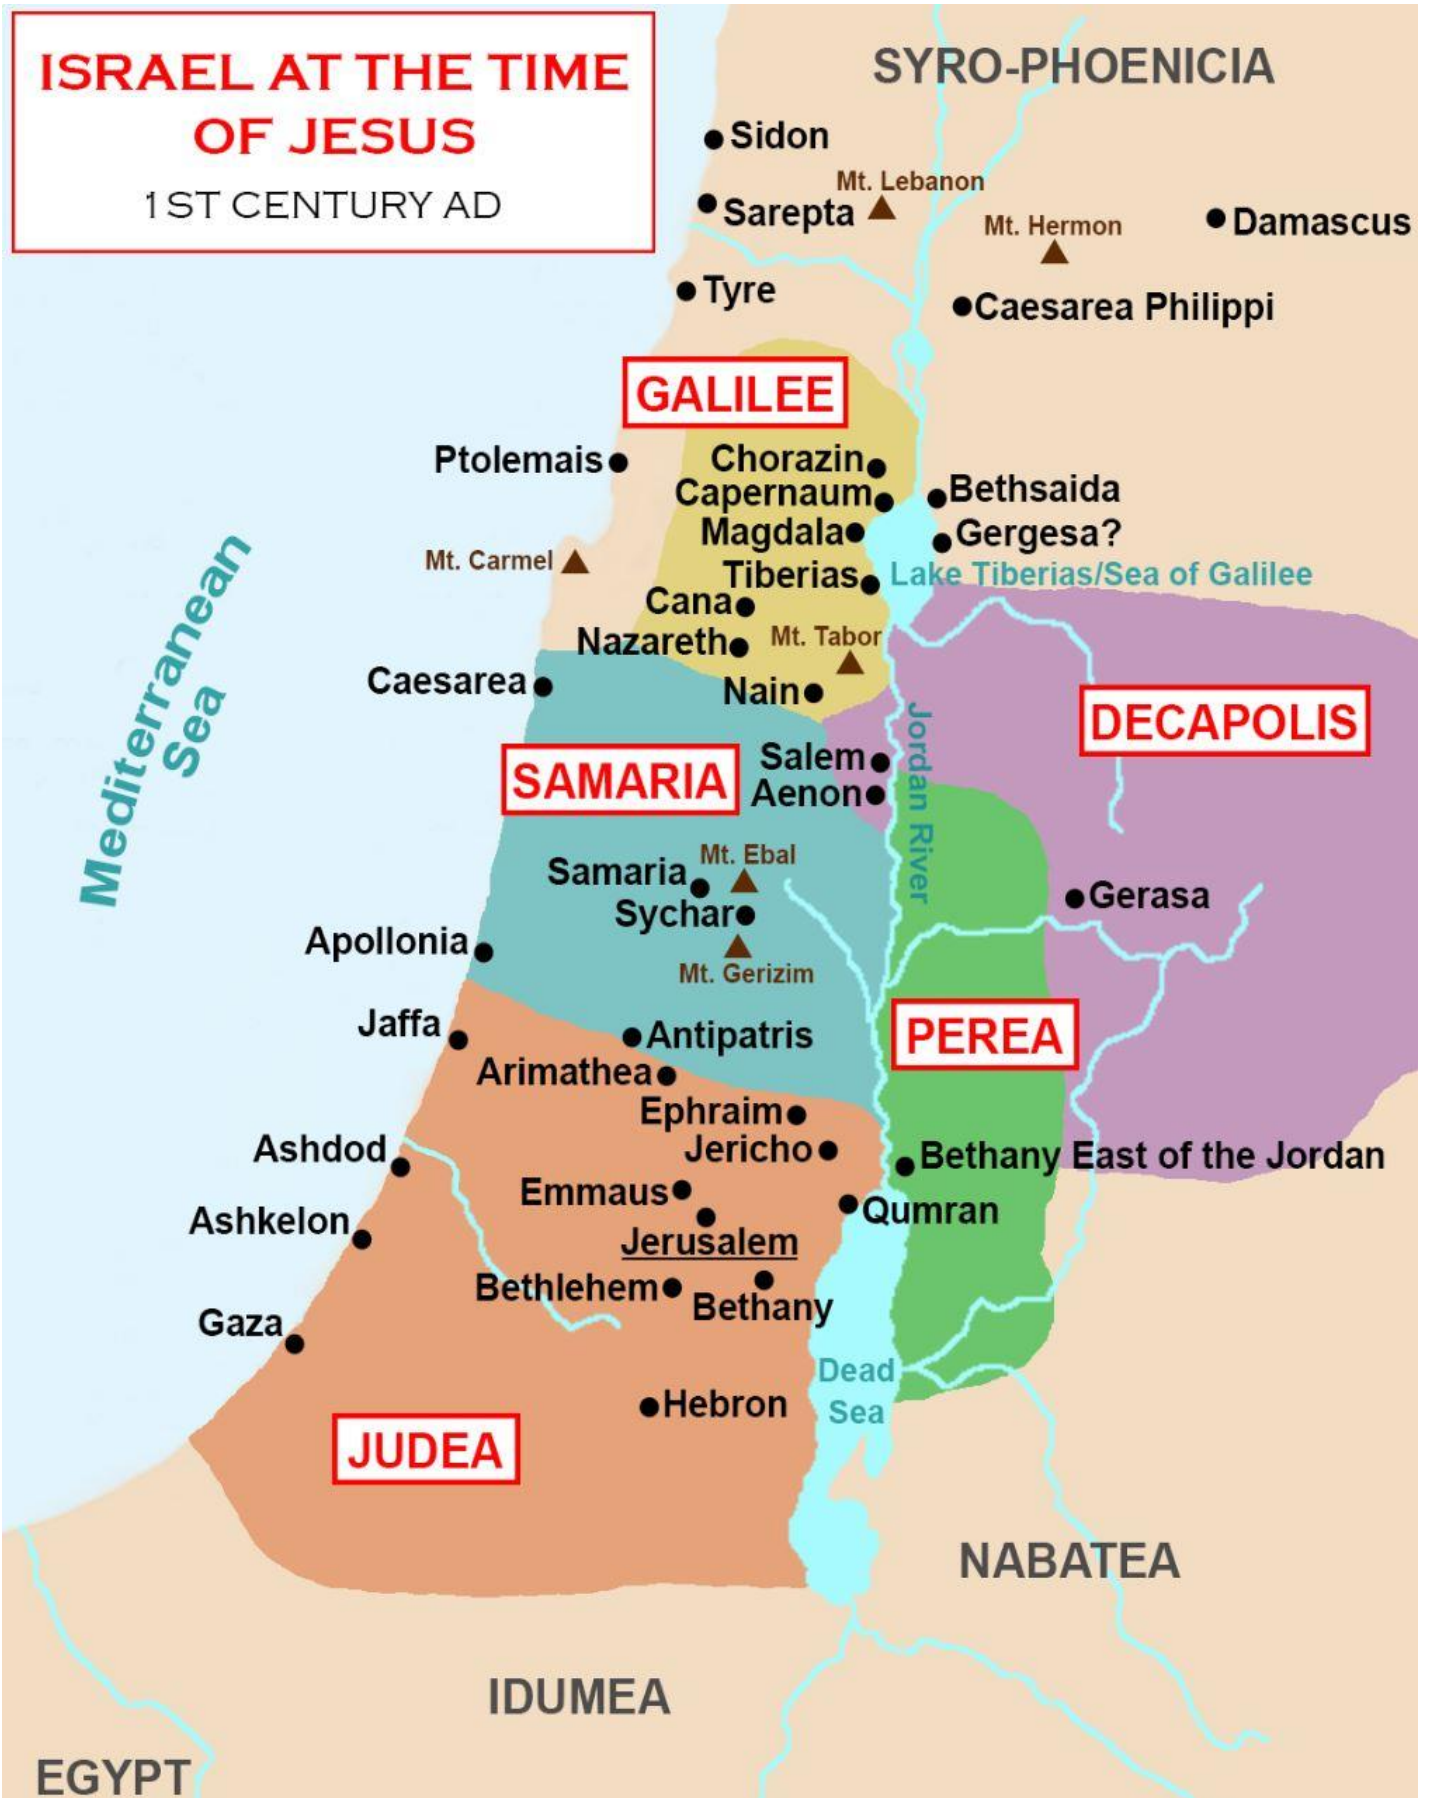 ISRAEL AT THE TIME
OF JESUS
1ST CENTURY AD
SYRO-PHOENICIA
Sidon
Mt. Lebanon
Sarepta
Mt. Hermon
Damascus
Tyre
Caesarea Philippi
GALILEE
Ptolemais
Chorazin
Capernaum
Bethsaida
Magdala
Gergesa?
Mt. Carmel
Tiberias
Lake Tiberias/Sea of Galilee
Cana
Nazareth
Mt. Tabor
Mediterranean
Sea
Caesarea
Nain
Jordan River
DECAPOLIS
SAMARIA
Salem
Aenon
Mt. Ebal
Samaria
Gerasa
Sychar
Apollonia
Mt. Gerizim
Jaffa
Antipatris
PEREA
Arimathea
Ephraim
Ashdod
Jericho
Bethany East of the Jordan
Emmaus
Qumran
Ashkelon
Jerusalem
Bethlehem
Bethany
Gaza
Dead
Sea
Hebron
JUDEA
NABATEA
IDUMEA
EGYPT